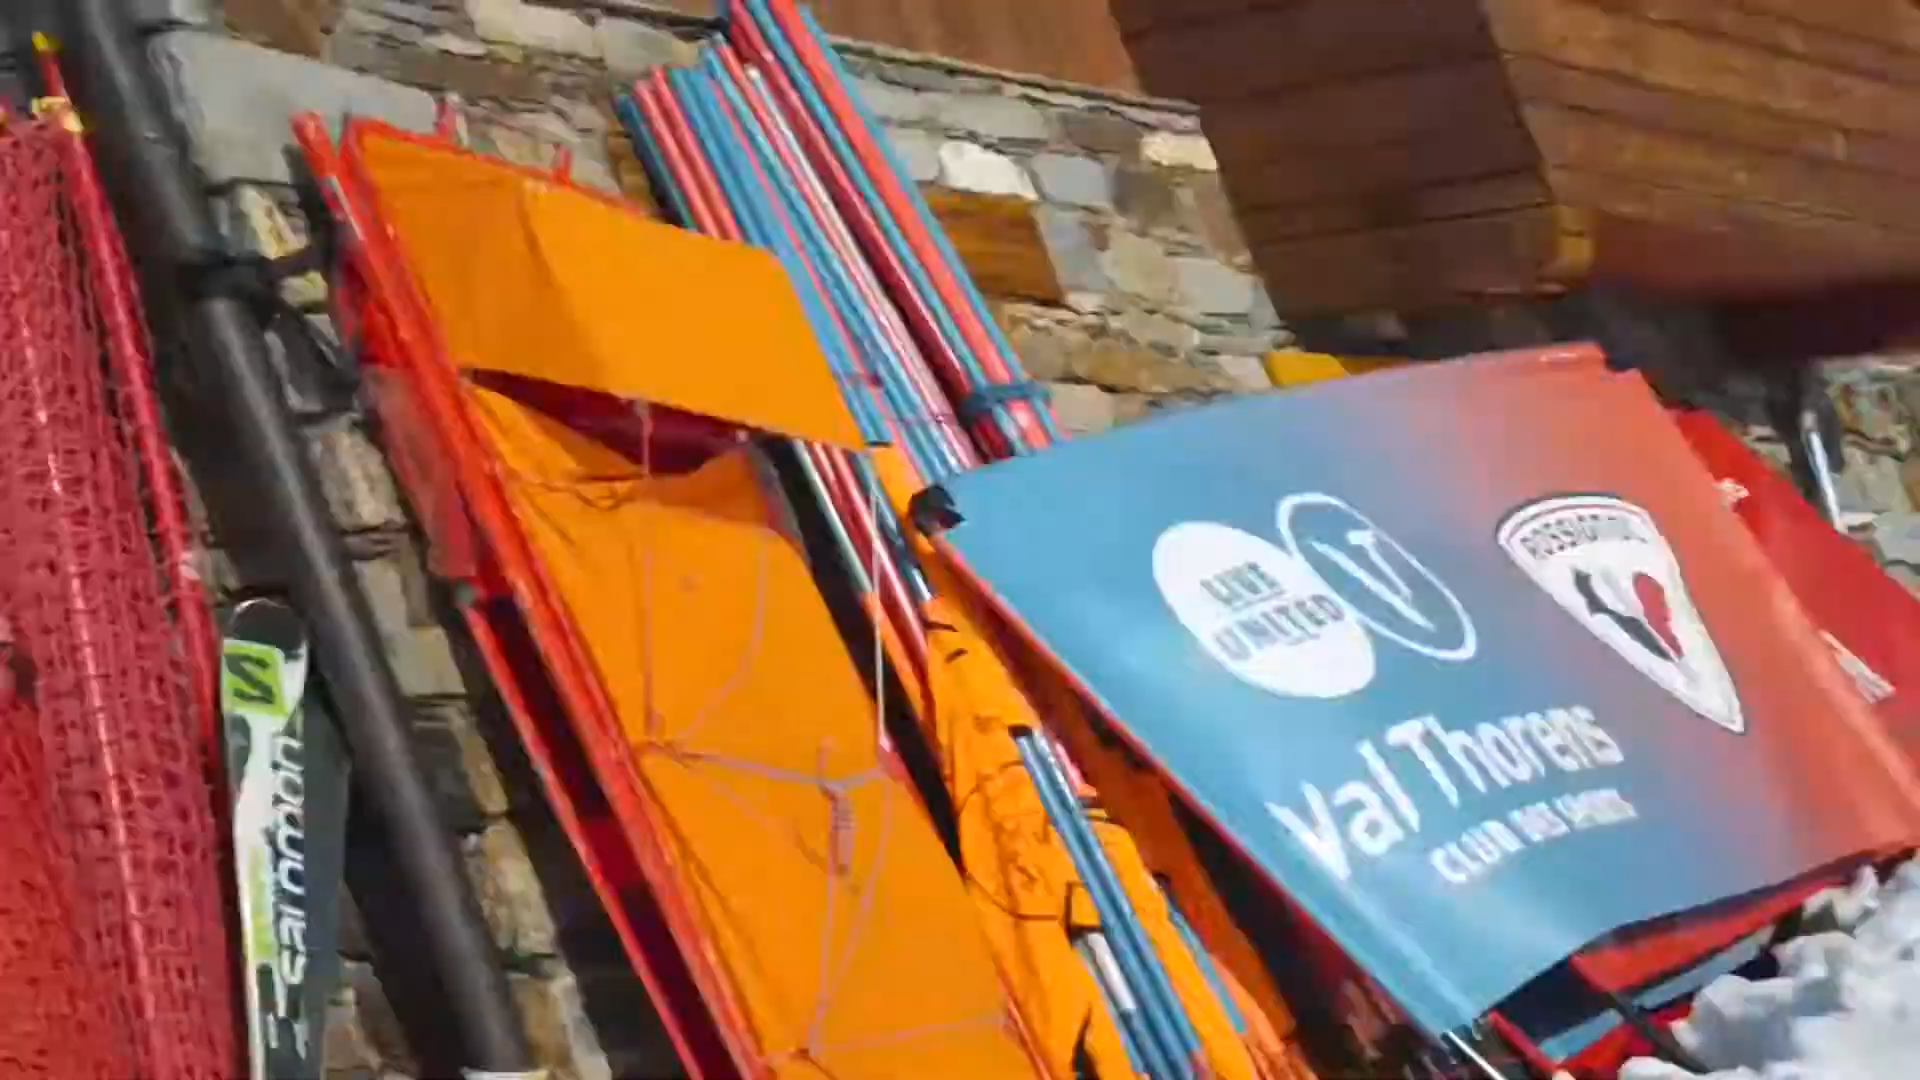 LIVE
UNITED
V
ROSSIGNOL
Val Thorens
CLUB DES SPORTS
S
salomon